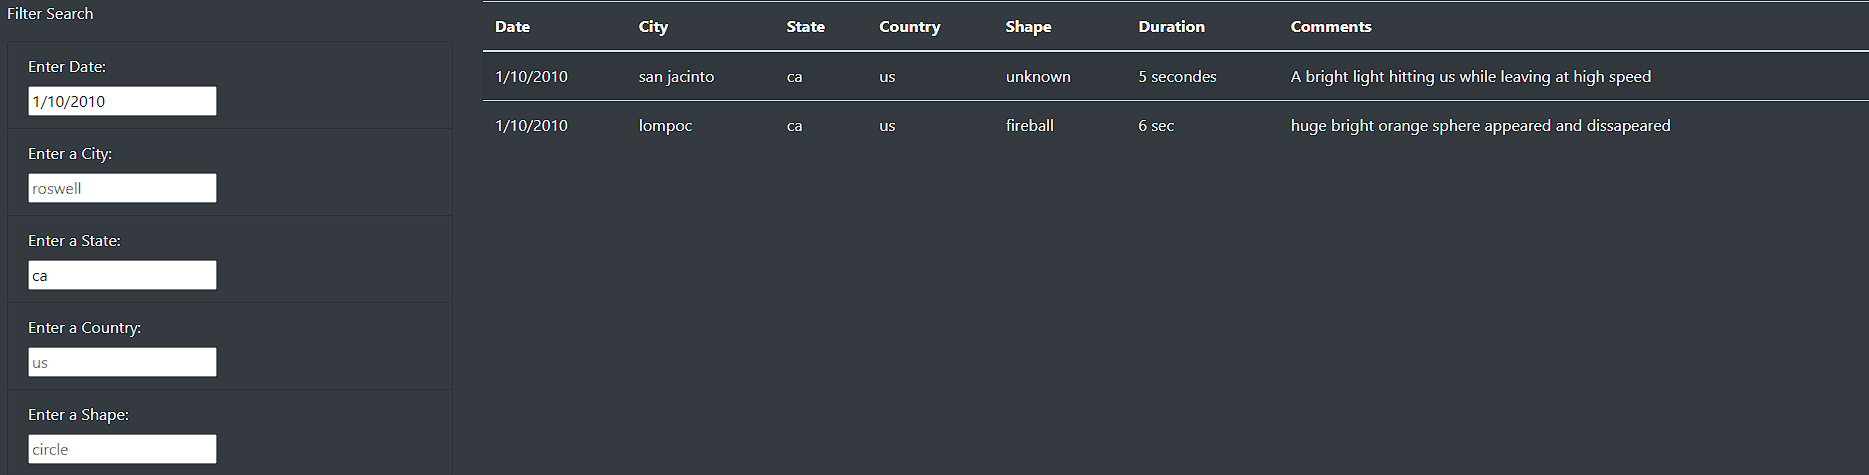 Filter Search
Enter Date:
1/10/2010
Enter a City:
roswell
Enter a State:
ca
Enter a Country:
us
Enter a Shape:
circle
Date City State Country Shape Duration Comments
1/10/2010 san jacinto ca us unknown 5 secondes A bright light hitting us while leaving at high speed
1/10/2010 lompoc ca us fireball 6 sec huge bright orange sphere appeared and dissapeared